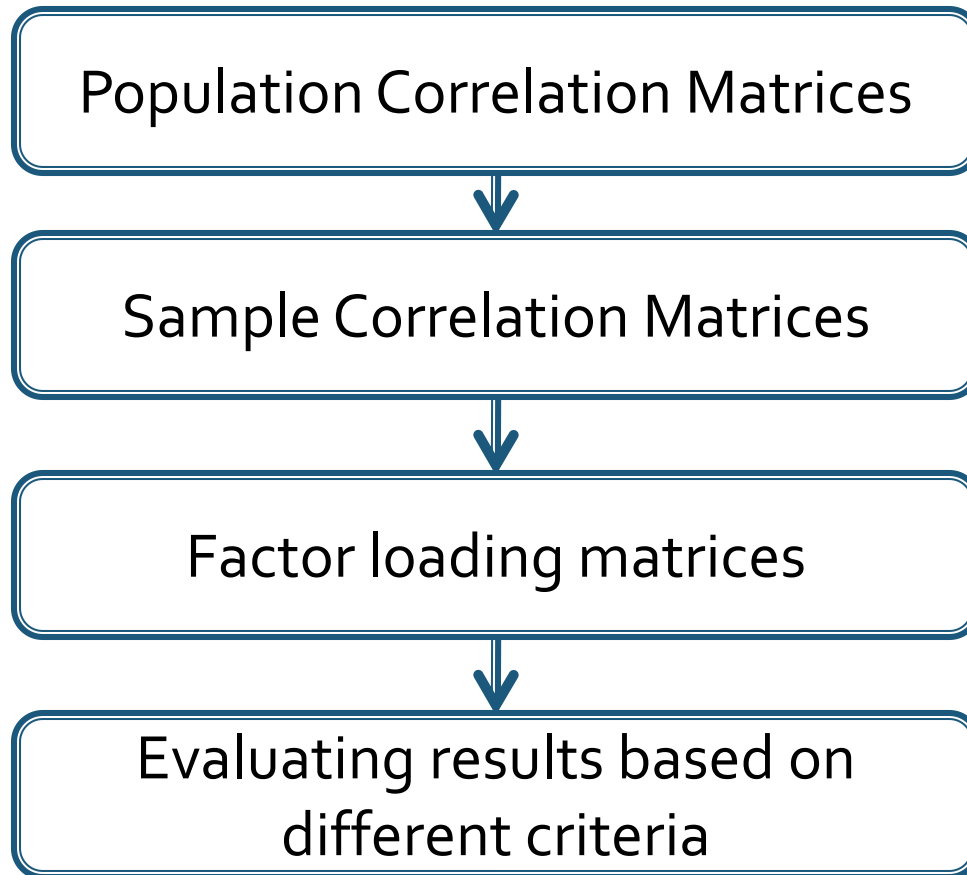 Population Correlation Matrices
Sample Correlation Matrices
Factor loading matrices
Evaluating results based on
different criteria